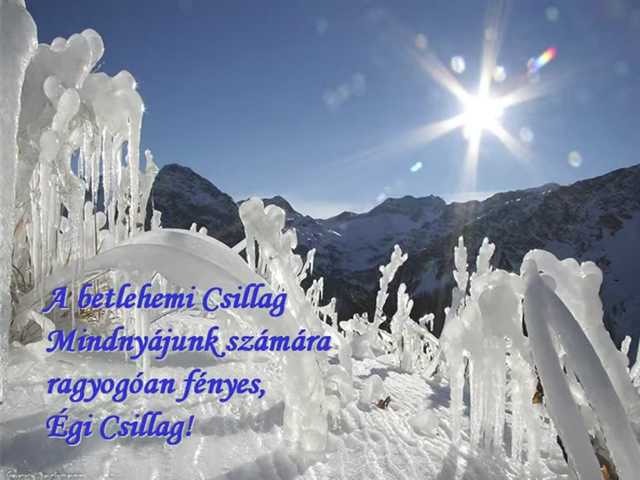 A betlehemi Csillag
Mindnyájunk számára
ragyogóan fényes,
Égi Csillag!